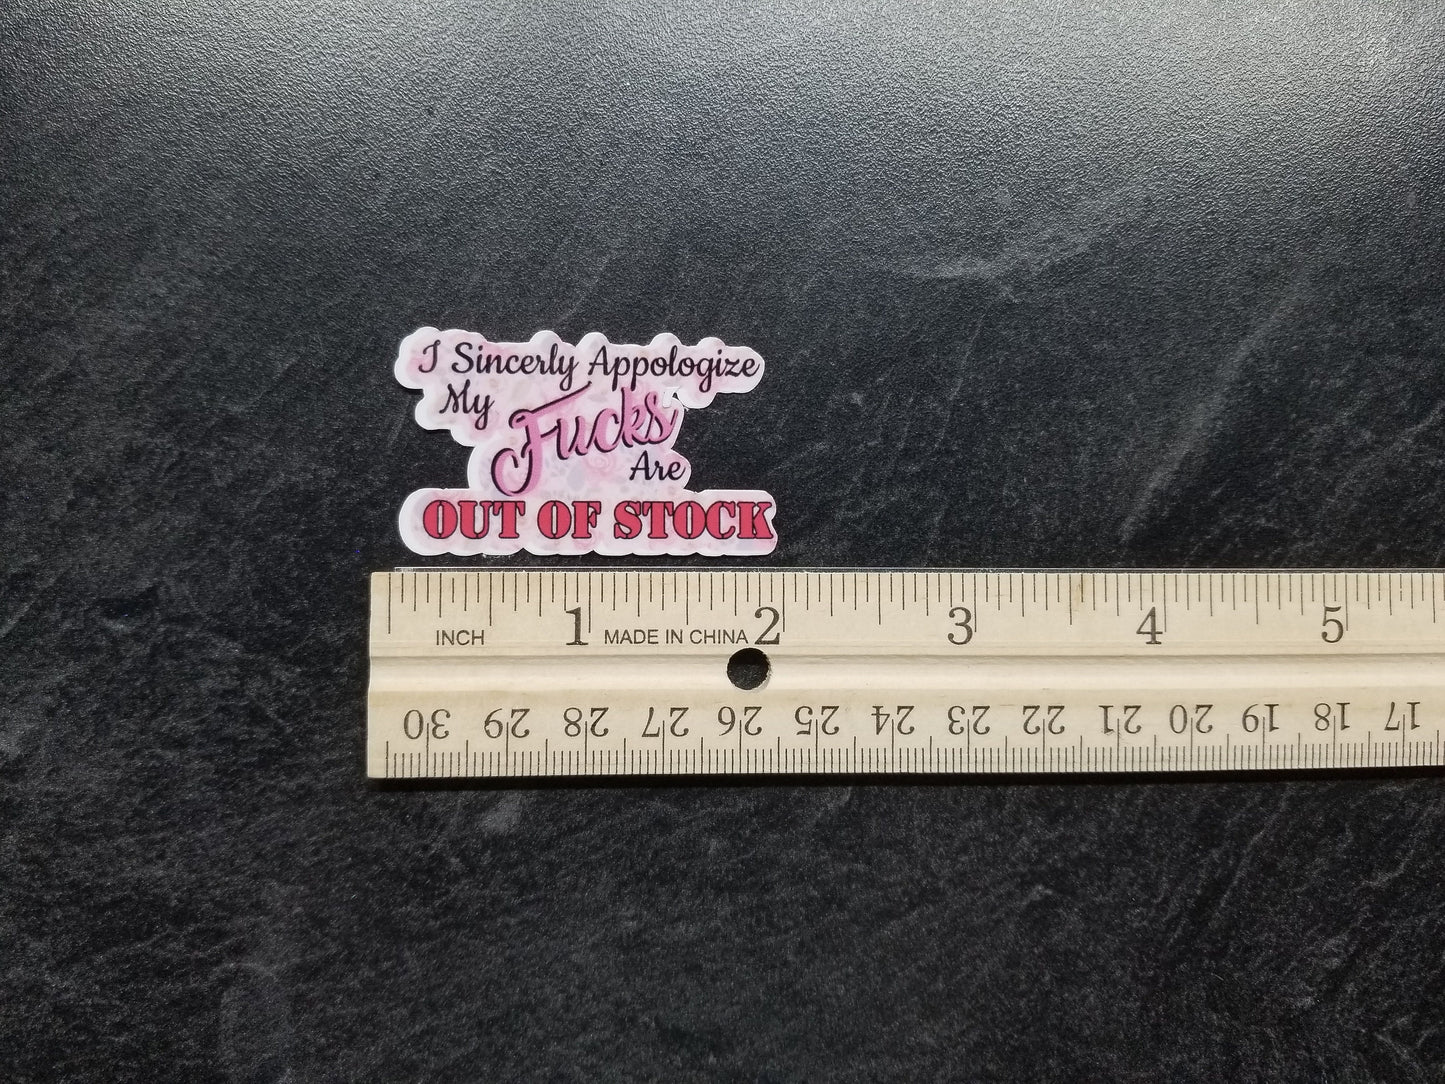 I Sincerly Appologize
My Fucks
Are
OUT OF STOCK
1 2 3 4 5
INCH MADE IN CHINA
30 29 28 27 26 25 24 23 22 21 20 19 18 17